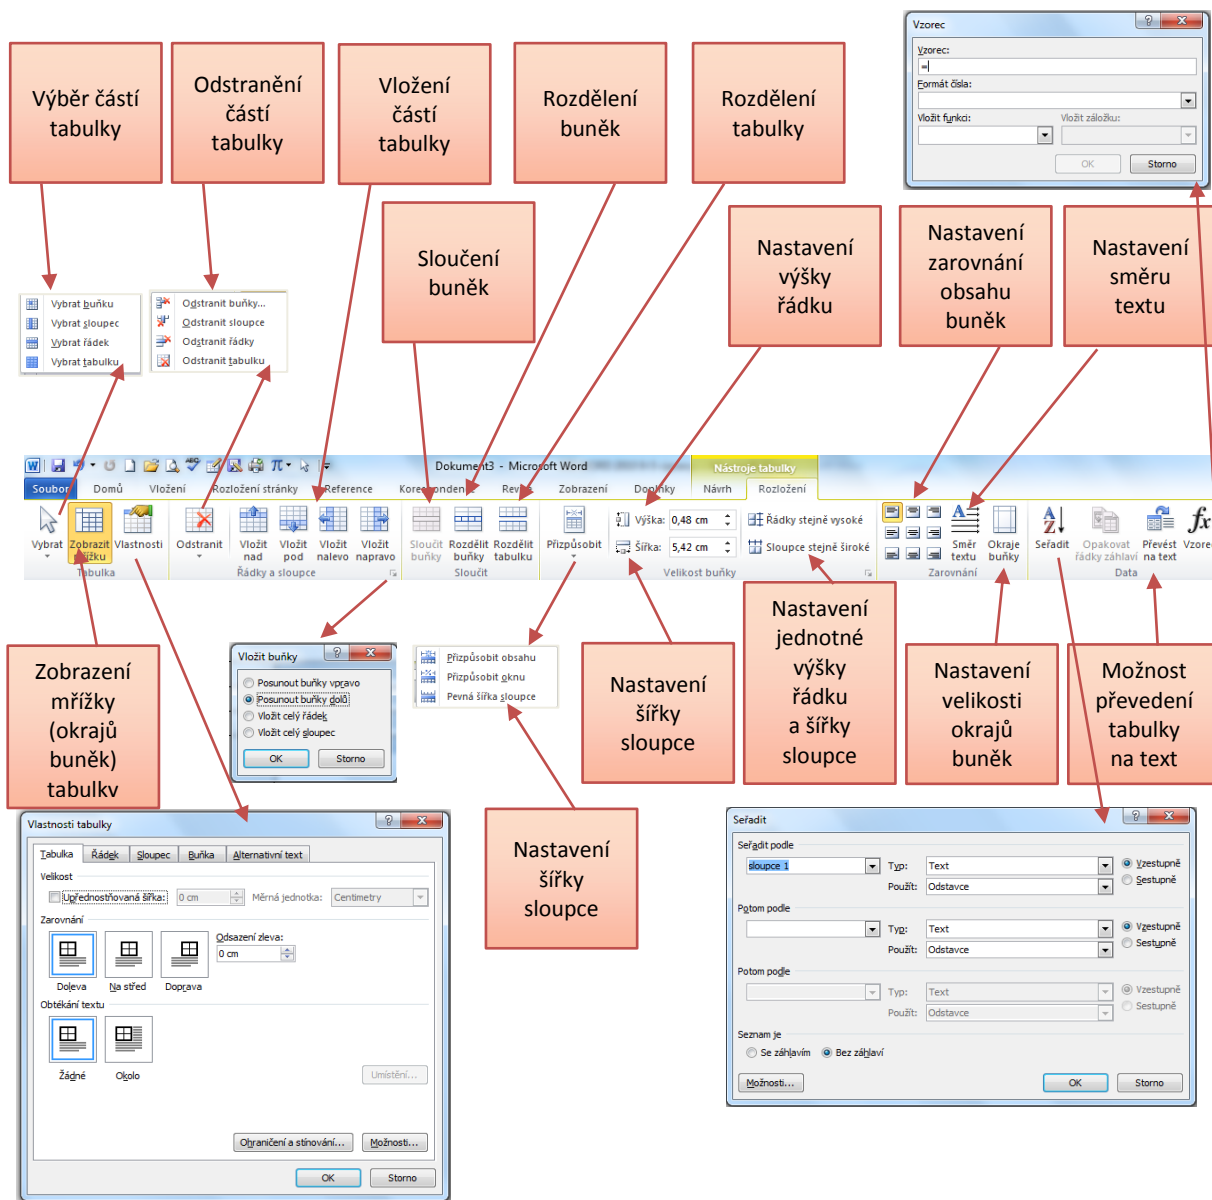 Vzorec
Vzorec:
=
Formát čísla:
Vložit funkci:
Vložit záložku:
OK
Storno
Výběr částí
tabulky
Odstranění
částí
tabulky
Vložení
částí
tabulky
Rozdělení
buněk
Rozdělení
tabulky
Sloučení
buněk
Nastavení
výšky
řádku
Nastavení
zarovnání
obsahu
buněk
Nastavení
směru
textu
Vybrat buňku
Vybrat sloupec
Vybrat řádek
Vybrat tabulku
Odstranit buňky...
Odstranit sloupce
Odstranit řádky
Odstranit tabulku
Dokument3 - Microsoft Word
Nástroje tabulky
Soubor Domů Vložení Rozložení stránky Reference Korespondence Revize Zobrazení Doplňky Návrh Rozložení
Vybrat
Zobrazit
mřížku
Vlastnosti
Tabulka
Odstranit
Vložit
nad
Vložit
pod
Vložit
nalevo
Vložit
napravo
Řádky a sloupce
Sloučit
buňky
Rozdělit
buňky
Rozdělit
tabulku
Sloučit
Přizpůsobit
Výška: 0,48 cm
Šířka: 5,42 cm
Řádky stejně vysoké
Sloupce stejně široké
Velikost buňky
Směr
textu
Okraje
buňky
Zarovnání
Seřadit
Opakovat
řádky záhlaví
Převést
na text
Vzorec
Data
Zobrazení
mřížky
(okrajů
buněk)
tabulky
Vložit buňky
Posunout buňky vpravo
Posunout buňky dolů
Vložit celý řádek
Vložit celý sloupec
OK
Storno
Přizpůsobit obsahu
Přizpůsobit oknu
Pevná šířka sloupce
Nastavení
šířky
sloupce
Nastavení
jednotné
výšky
řádku
a šířky
sloupce
Nastavení
velikosti
okrajů
buněk
Možnost
převedení
tabulky
na text
Vlastnosti tabulky
Tabulka Řádek Sloupec Buňka Alternativní text
Velikost
Upřednostňovaná šířka: 0 cm Měrná jednotka: Centimetry
Zarovnání
Odsazení zleva:
0 cm
Doleva Na střed Doprava
Obtékání textu
Žádné Okolo
Umístění...
Ohraničení a stínování... Možnosti...
OK Storno
Nastavení
šířky
sloupce
Seřadit
Seřadit podle
sloupce 1 Typ: Text Vzestupně
Použít: Odstavce Sestupně
Potom podle
Typ: Text Vzestupně
Použít: Odstavce Sestupně
Potom podle
Typ: Text Vzestupně
Použít: Odstavce Sestupně
Seznam je
Se záhlavím Bez záhlaví
Možnosti... OK Storno